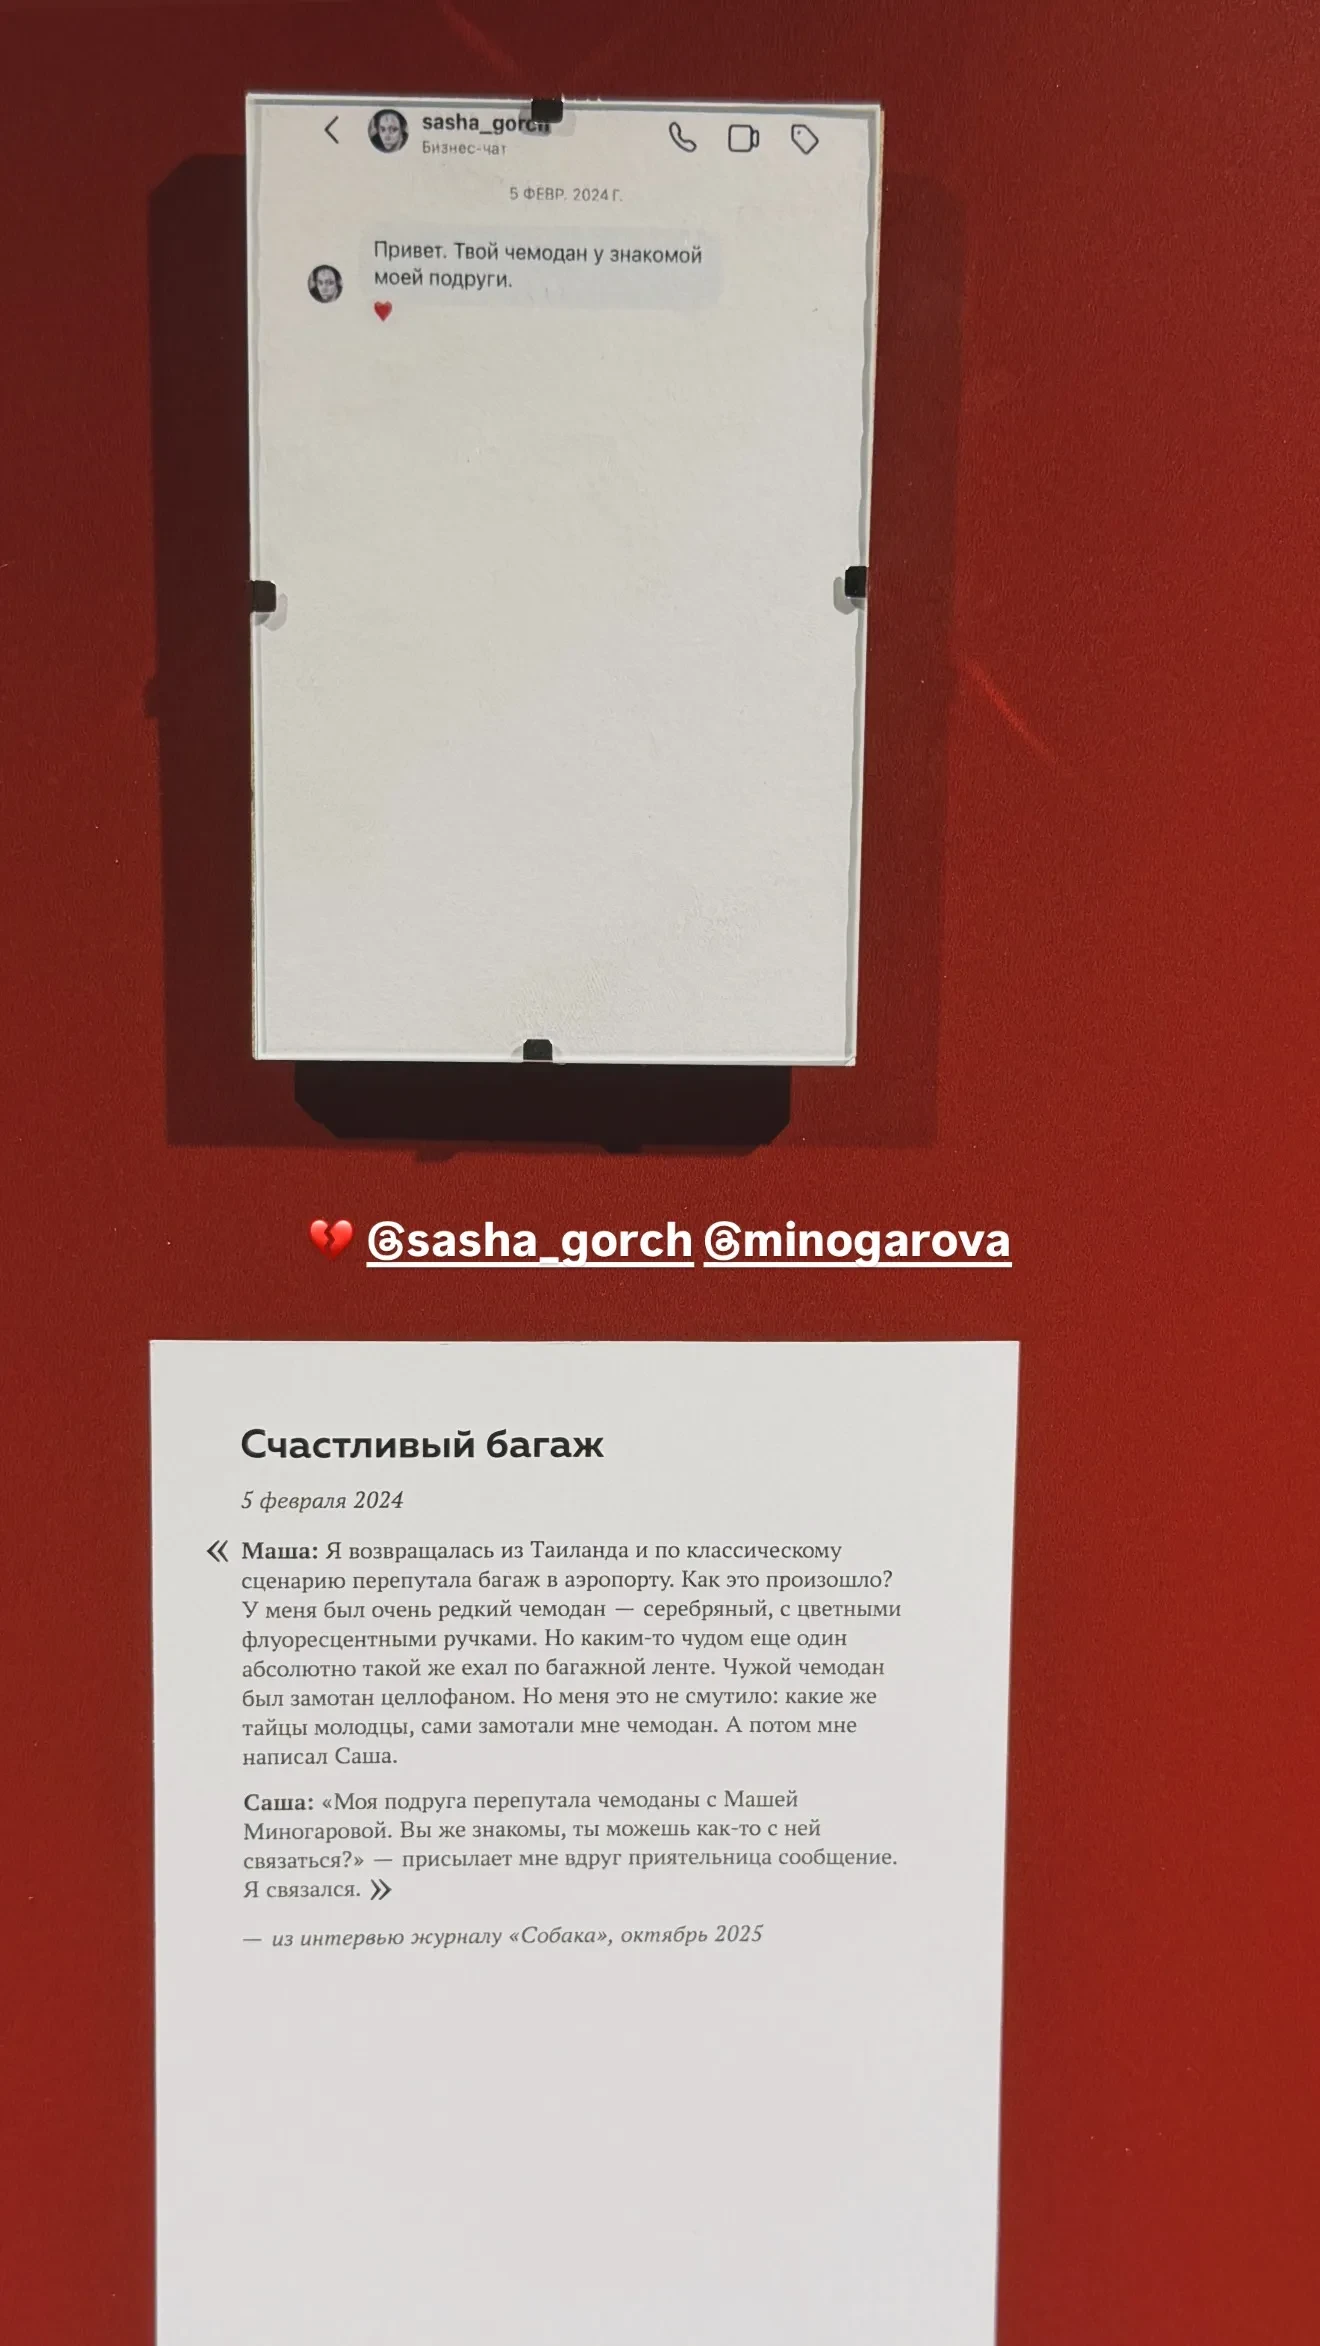 sasha_gorch
Бизнес-чат
5 ФЕВР. 2024 Г.
Привет. Твой чемодан у знакомой
моей подруги.
@sasha_gorch @minogarova
Счастливый багаж
5 февраля 2024
« Маша: Я возвращалась из Таиланда и по классическому
сценарию перепутала багаж в аэропорту. Как это произошло?
У меня был очень редкий чемодан — серебряный, с цветными
флуоресцентными ручками. Но каким-то чудом еще один
абсолютно такой же ехал по багажной ленте. Чужой чемодан
был замотан целлофаном. Но меня это не смутило: какие же
тайцы молодцы, сами замотали мне чемодан. А потом мне
написал Саша.
Саша: «Моя подруга перепутала чемоданы с Машей
Миногаровой. Вы же знакомы, ты можешь как-то с ней
связаться?» — присылает мне вдруг приятельница сообщение.
Я связался. »
— из интервью журналу «Собака», октябрь 2025